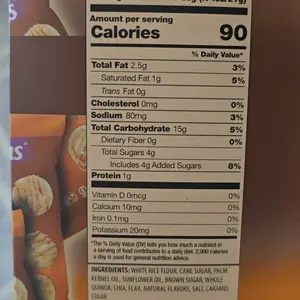 Amount per serving
Calories 90
% Daily Value*
Total Fat 2.5g 3%
Saturated Fat 1g 5%
Trans Fat 0g
Cholesterol 0mg 0%
Sodium 80mg 3%
Total Carbohydrate 15g 5%
Dietary Fiber 0g 0%
Total Sugars 4g
Includes 4g Added Sugars 8%
Protein 1g
Vitamin D 0mcg 0%
Calcium 10mg 0%
Iron 0.1mg 0%
Potassium 20mg 0%
*The % Daily Value (DV) tells you how much a nutrient in
a serving of food contributes to a daily diet. 2,000 calories
a day is used for general nutrition advice.
INGREDIENTS: WHITE RICE FLOUR, CANE SUGAR, PALM
KERNEL OIL, SUNFLOWER OIL, BROWN SUGAR, WHOLE
QUINOA, CHIA, FLAX, NATURAL FLAVORS, SALT, CARAMEL
COLOR